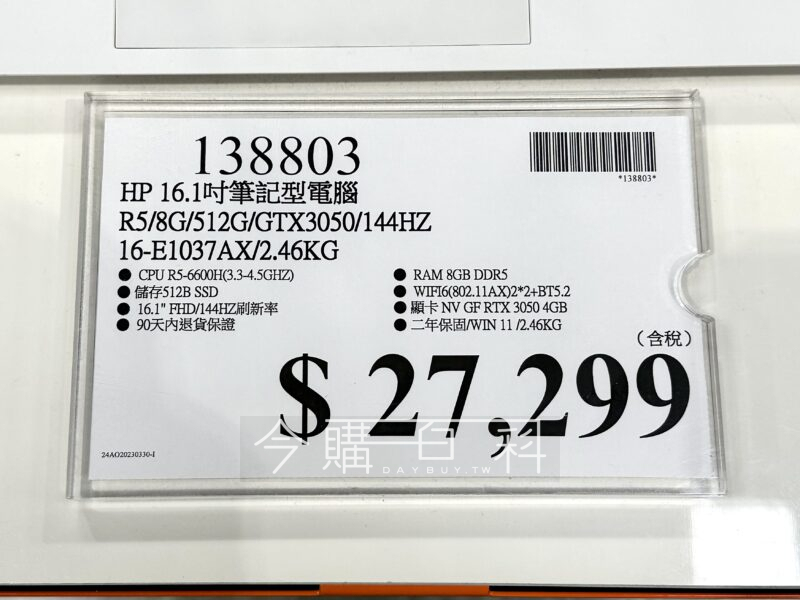 138803
*138803*
HP 16.1吋筆記型電腦
R5/8G/512G/GTX3050/144HZ
16-E1037AX/2.46KG
● CPU R5-6600H(3.3-4.5GHZ)
● 儲存512B SSD
● 16.1" FHD/144HZ刷新率
● 90天內退貨保證
● RAM 8GB DDR5
● WIFI6(802.11AX)2*2+BT5.2
● 顯卡 NV GF RTX 3050 4GB
● 二年保固/WIN 11 /2.46KG
(含稅)
$ 27,299
今購百科
DAYBUY.TW
24AO20230330-I